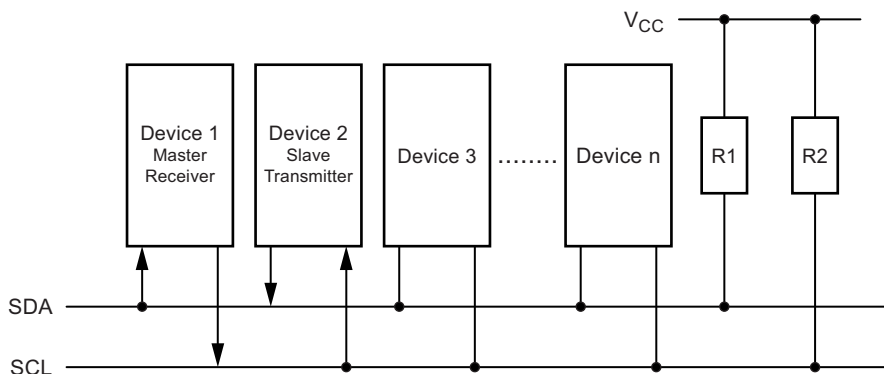 VCC
Device 1
Master
Receiver
Device 2
Slave
Transmitter
Device 3
........
Device n
R1
R2
SDA
SCL